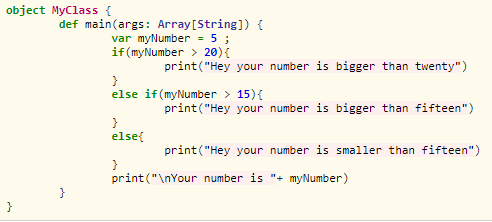 object MyClass {
        def main(args: Array[String]) {
                var myNumber = 5 ;
                if(myNumber > 20){
                        print("Hey your number is bigger than twenty")
                }
                else if(myNumber > 15){
                        print("Hey your number is bigger than fifteen")
                }
                else{
                        print("Hey your number is smaller than fifteen")
                }
                print("\nYour number is "+ myNumber)
        }
}